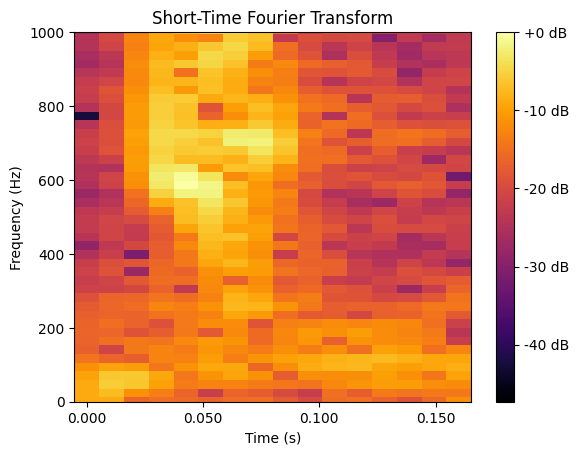 Short-Time Fourier Transform
1000
800
600
400
200
0
Frequency (Hz)
0.000
0.050
0.100
0.150
Time (s)
+0 dB
-10 dB
-20 dB
-30 dB
-40 dB